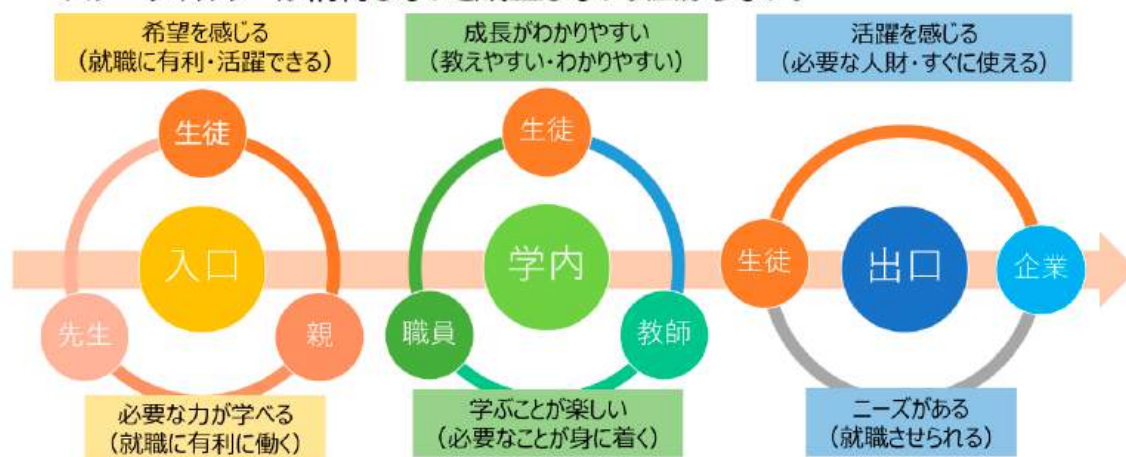 希望を感じる
(就職に有利・活躍できる)
成長がわかりやすい
(教えやすい・わかりやすい)
活躍を感じる
(必要な人財・すぐに使える)
生徒
入口
先生
親
必要な力が学べる
(就職に有利に働く)
生徒
学内
職員
教師
学ぶことが楽しい
(必要なことが身に着く)
生徒
出口
企業
ニーズがある
(就職させられる)